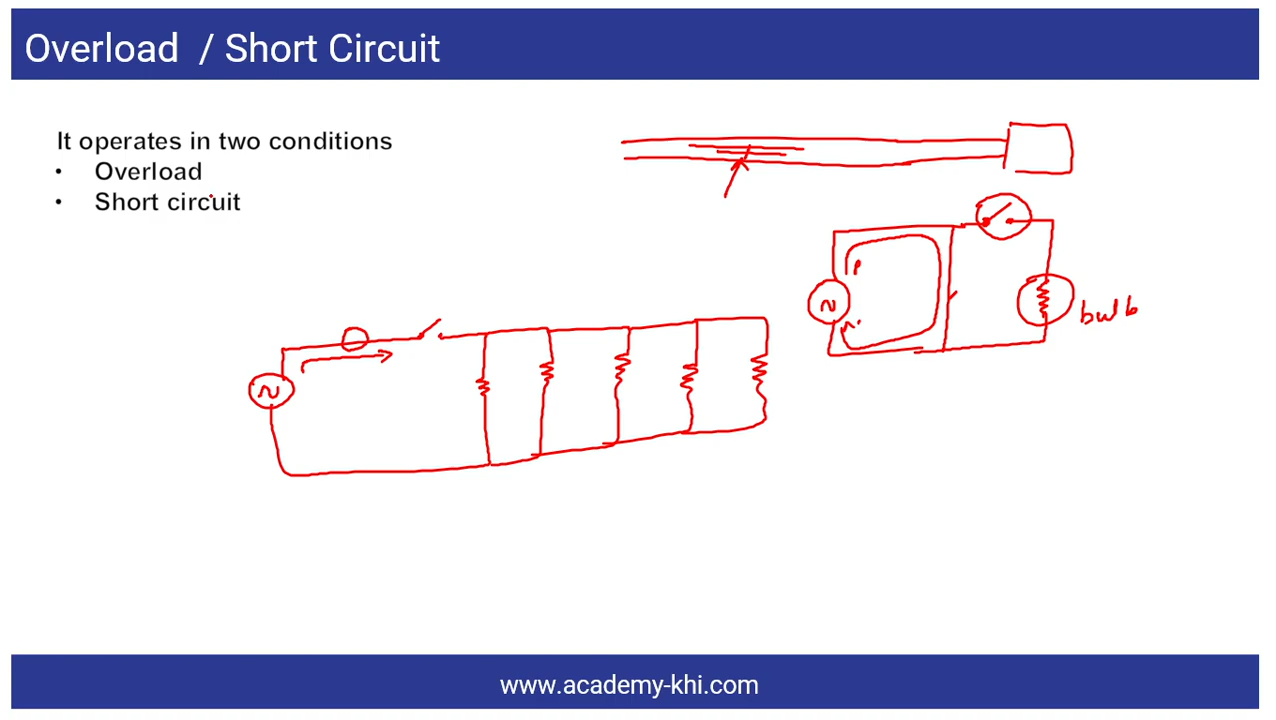 Overload / Short Circuit
It operates in two conditions
• Overload
• Short circuit
P
N
bulb
www.academy-khi.com